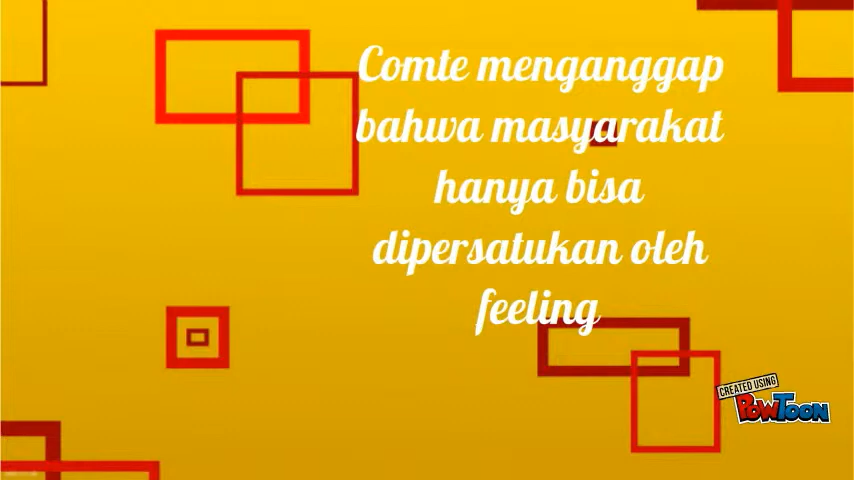 Comte menganggap
bahwa masyarakat
hanya bisa
dipersatukan oleh
feeling
CREATED USING
POWTOON